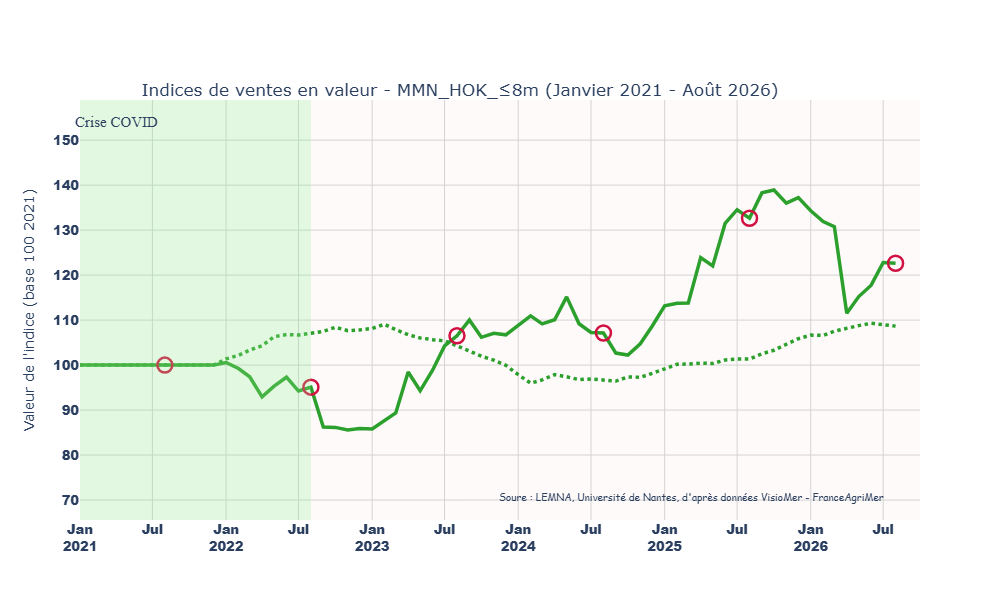 Indices de ventes en valeur - MMN_HOK_≤8m (Janvier 2021 - Août 2026)
Crise COVID
Valeur de l'indice (base 100 2021)
150
140
130
120
110
100
90
80
70
Soure : LEMNA, Université de Nantes, d'après données VisioMer - FranceAgriMer
Jan Jul Jan Jul Jan Jul Jan Jul Jan Jul Jan Jul
2021 2022 2023 2024 2025 2026